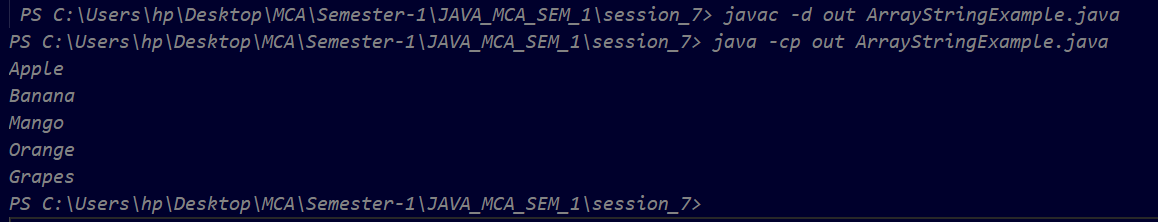 PS C:\Users\hp\Desktop\MCA\Semester-1\JAVA_MCA_SEM_1\session_7> javac -d out ArrayStringExample.java
PS C:\Users\hp\Desktop\MCA\Semester-1\JAVA_MCA_SEM_1\session_7> java -cp out ArrayStringExample.java
Apple
Banana
Mango
Orange
Grapes
PS C:\Users\hp\Desktop\MCA\Semester-1\JAVA_MCA_SEM_1\session_7>